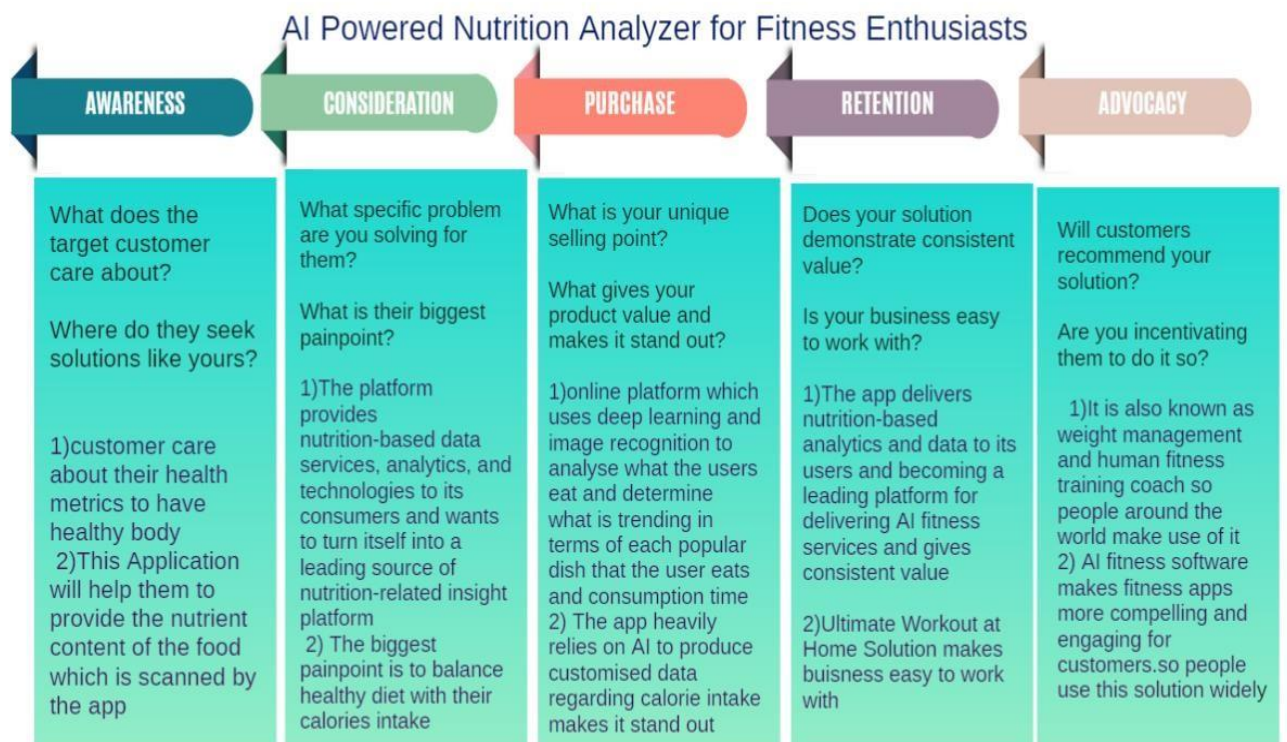 AI Powered Nutrition Analyzer for Fitness Enthusiasts
AWARENESS
CONSIDERATION
PURCHASE
RETENTION
ADVOCACY
What does the
target customer
care about?
Where do they seek
solutions like yours?
1)customer care
about their health
metrics to have
healthy body
2)This Application
will help them to
provide the nutrient
content of the food
which is scanned by
the app
What specific problem
are you solving for
them?
What is their biggest
painpoint?
1)The platform
provides
nutrition-based data
services, analytics, and
technologies to its
consumers and wants
to turn itself into a
leading source of
nutrition-related insight
platform
2) The biggest
painpoint is to balance
healthy diet with their
calories intake
What is your unique
selling point?
What gives your
product value and
makes it stand out?
1)online platform which
uses deep learning and
image recognition to
analyse what the users
eat and determine
what is trending in
terms of each popular
dish that the user eats
and consumption time
2) The app heavily
relies on AI to produce
customised data
regarding calorie intake
makes it stand out
Does your solution
demonstrate consistent
value?
Is your business easy
to work with?
1)The app delivers
nutrition-based
analytics and data to its
users and becoming a
leading platform for
delivering AI fitness
services and gives
consistent value
2)Ultimate Workout at
Home Solution makes
buisness easy to work
with
Will customers
recommend your
solution?
Are you incentivating
them to do it so?
1)It is also known as
weight management
and human fitness
training coach so
people around the
world make use of it
2) AI fitness software
makes fitness apps
more compelling and
engaging for
customers.so people
use this solution widely